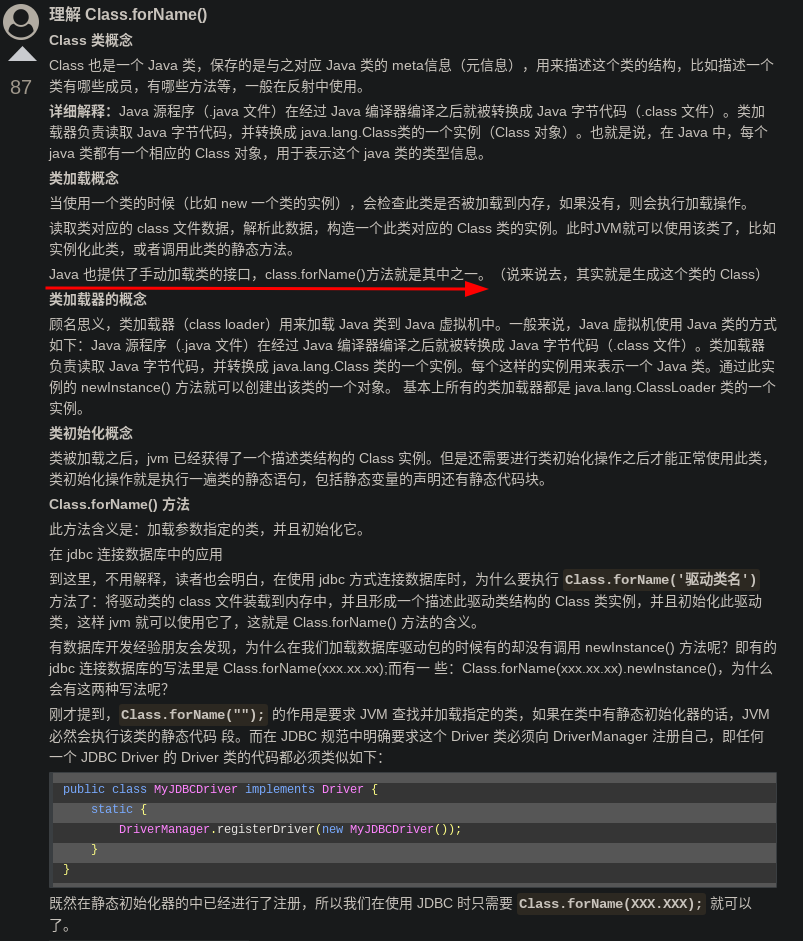 理解 Class.forName()
Class 类概念
Class 也是一个 Java 类，保存的是与之对应 Java 类的 meta信息（元信息），用来描述这个类的结构，比如描述一个
类有哪些成员，有哪些方法等，一般在反射中使用。
87
详细解释：Java 源程序（.java 文件）在经过 Java 编译器编译之后就被转换成 Java 字节代码（.class 文件）。类加
载器负责读取 Java 字节代码，并转换成 java.lang.Class类的一个实例（Class 对象）。也就是说，在 Java 中，每个
java 类都有一个相应的 Class 对象，用于表示这个 java 类的类型信息。
类加载概念
当使用一个类的时候（比如 new 一个类的实例），会检查此类是否被加载到内存，如果没有，则会执行加载操作。
读取类对应的 class 文件数据，解析此数据，构造一个此类对应的 Class 类的实例。此时JVM就可以使用该类了，比如
实例化此类，或者调用此类的静态方法。
Java 也提供了手动加载类的接口，class.forName()方法就是其中之一。（说来说去，其实就是生成这个类的 Class）
类加载器的概念
顾名思义，类加载器（class loader）用来加载 Java 类到 Java 虚拟机中。一般来说，Java 虚拟机使用 Java 类的方式
如下：Java 源程序（.java 文件）在经过 Java 编译器编译之后就被转换成 Java 字节代码（.class 文件）。类加载器
负责读取 Java 字节代码，并转换成 java.lang.Class 类的一个实例。每个这样的实例用来表示一个 Java 类。通过此实
例的 newInstance() 方法就可以创建出该类的一个对象。 基本上所有的类加载器都是 java.lang.ClassLoader 类的一个
实例。
类初始化概念
类被加载之后，jvm 已经获得了一个描述类结构的 Class 实例。但是还需要进行类初始化操作之后才能正常使用此类，
类初始化操作就是执行一遍类的静态语句，包括静态变量的声明还有静态代码块。
Class.forName() 方法
此方法含义是：加载参数指定的类，并且初始化它。
在 jdbc 连接数据库中的应用
到这里，不用解释，读者也会明白，在使用 jdbc 方式连接数据库时，为什么要执行 Class.forName('驱动类名')
方法了：将驱动类的 class 文件装载到内存中，并且形成一个描述此驱动类结构的 Class 类实例，并且初始化此驱动
类，这样 jvm 就可以使用它了，这就是 Class.forName() 方法的含义。
有数据库开发经验朋友会发现，为什么在我们加载数据库驱动包的时候有的却没有调用 newInstance() 方法呢？即有的
jdbc 连接数据库的写法里是 Class.forName(xxx.xx.xx);而有一 些：Class.forName(xxx.xx.xx).newInstance()，为什么
会有这两种写法呢？
刚才提到，Class.forName(""); 的作用是要求 JVM 查找并加载指定的类，如果在类中有静态初始化器的话，JVM
必然会执行该类的静态代码 段。而在 JDBC 规范中明确要求这个 Driver 类必须向 DriverManager 注册自己，即任何
一个 JDBC Driver 的 Driver 类的代码都必须类似如下：
public class MyJDBCDriver implements Driver {
static {
DriverManager.registerDriver(new MyJDBCDriver());
}
}
既然在静态初始化器的中已经进行了注册，所以我们在使用 JDBC 时只需要 Class.forName(XXX.XXX); 就可以
了。